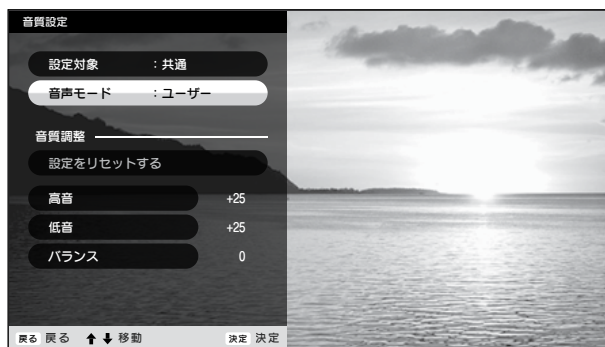 音質設定
設定対象 ：共通
音声モード ：ユーザー
音質調整
設定をリセットする
高音 +25
低音 +25
バランス 0
戻る 戻る ↑↓ 移動 決定 決定